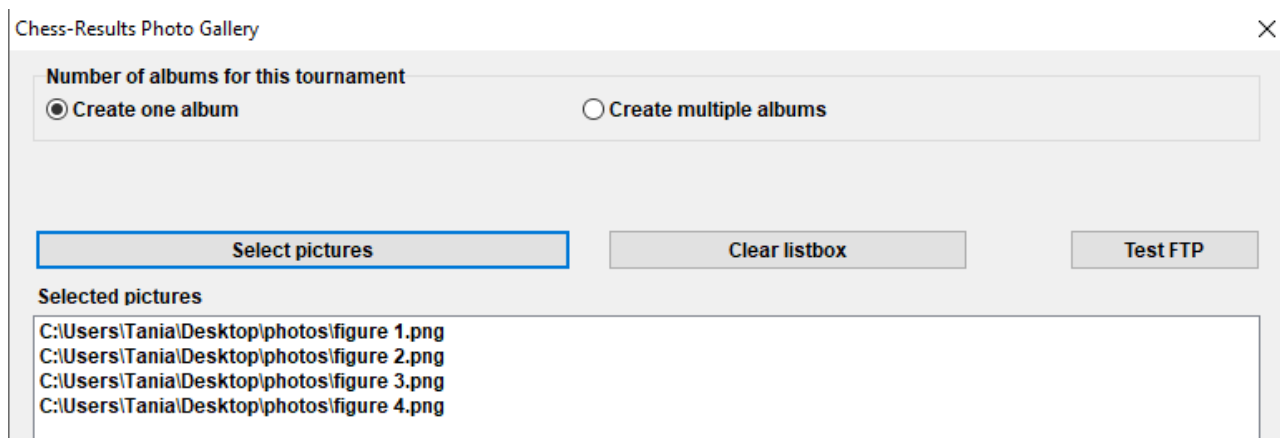 Chess-Results Photo Gallery
Number of albums for this tournament
Create one album
Create multiple albums
Select pictures
Clear listbox
Test FTP
Selected pictures
C:\Users\Tania\Desktop\photos\figure 1.png
C:\Users\Tania\Desktop\photos\figure 2.png
C:\Users\Tania\Desktop\photos\figure 3.png
C:\Users\Tania\Desktop\photos\figure 4.png